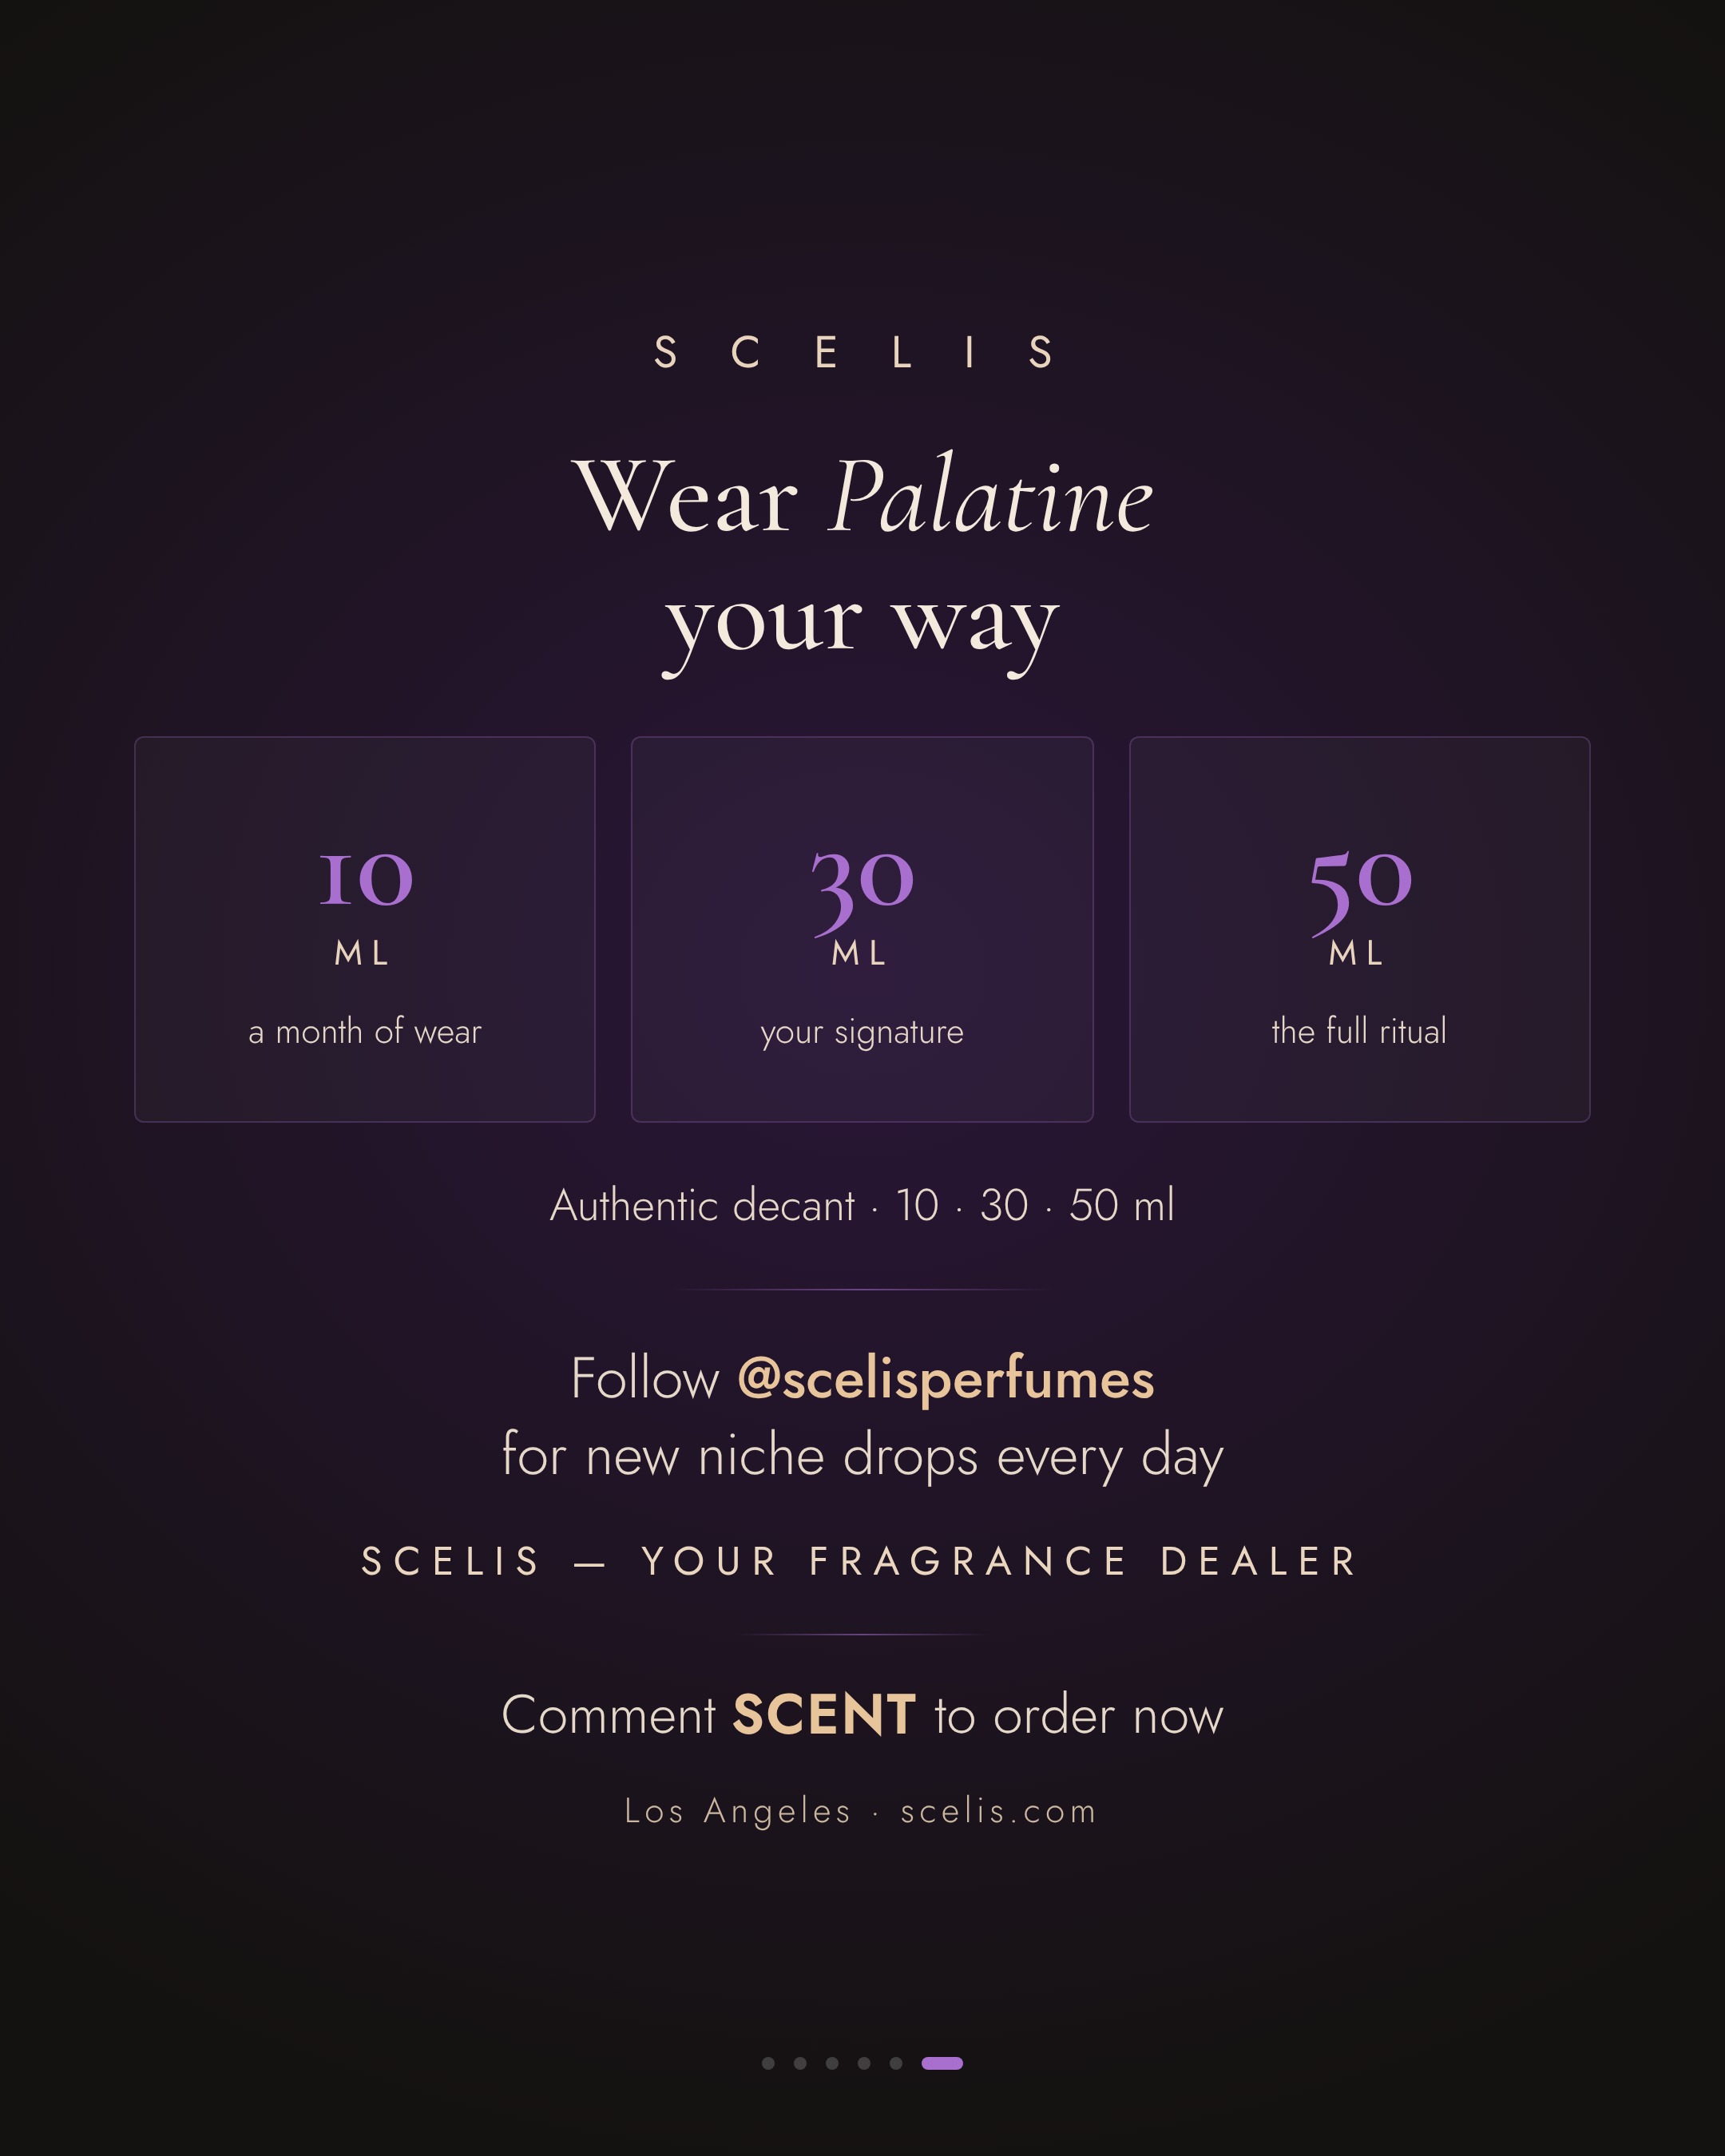 SCELIS
Wear Palatine
your way
10
ML
a month of wear
30
ML
your signature
50
ML
the full ritual
Authentic decant · 10 · 30 · 50 ml
Follow @scelisperfumes
for new niche drops every day
SCELIS — YOUR FRAGRANCE DEALER
Comment SCENT to order now
Los Angeles · scelis.com